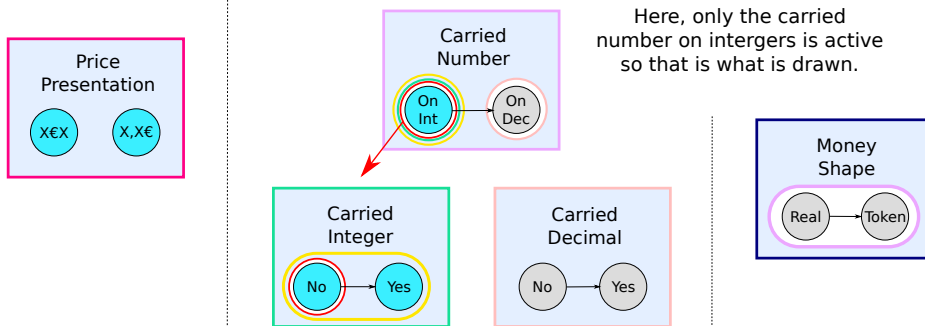 Price
Presentation
X€X
X,X€
Carried
Number
On
Int
On
Dec
Here, only the carried
number on intergers is active
so that is what is drawn.
Carried
Integer
No
Yes
Carried
Decimal
No
Yes
Money
Shape
Real
Token